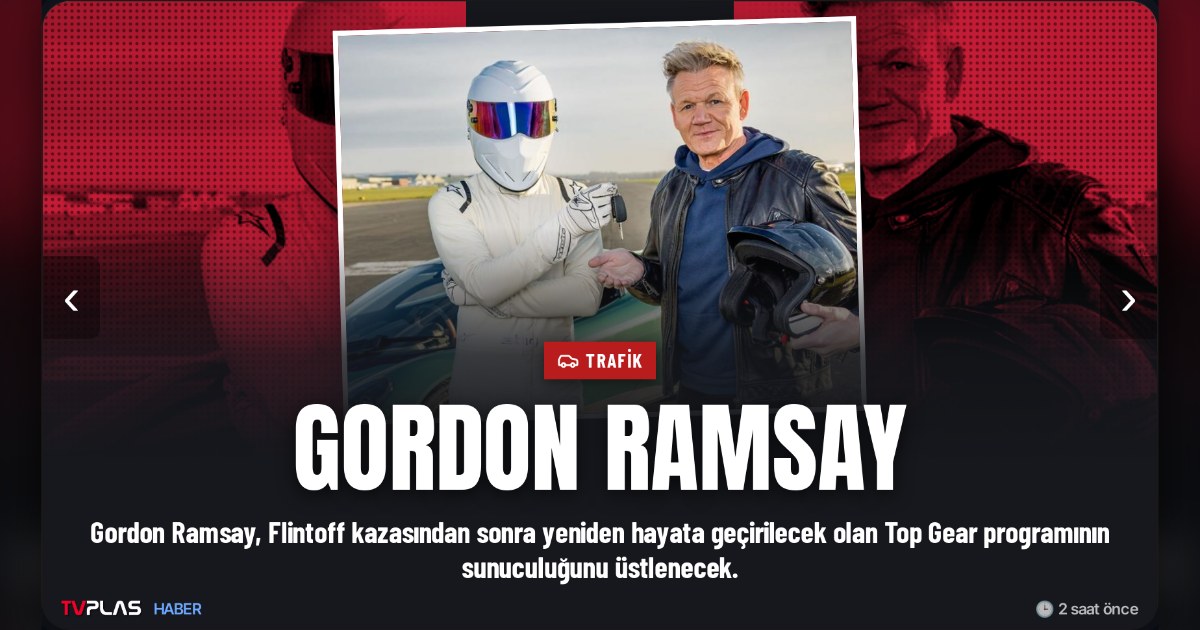 TRAFİK
GORDON RAMSAY
Gordon Ramsay, Flintoff kazasından sonra yeniden hayata geçirilecek olan Top Gear programının
sunuculuğunu üstlenecek.
TVPLAS HABER
2 saat önce